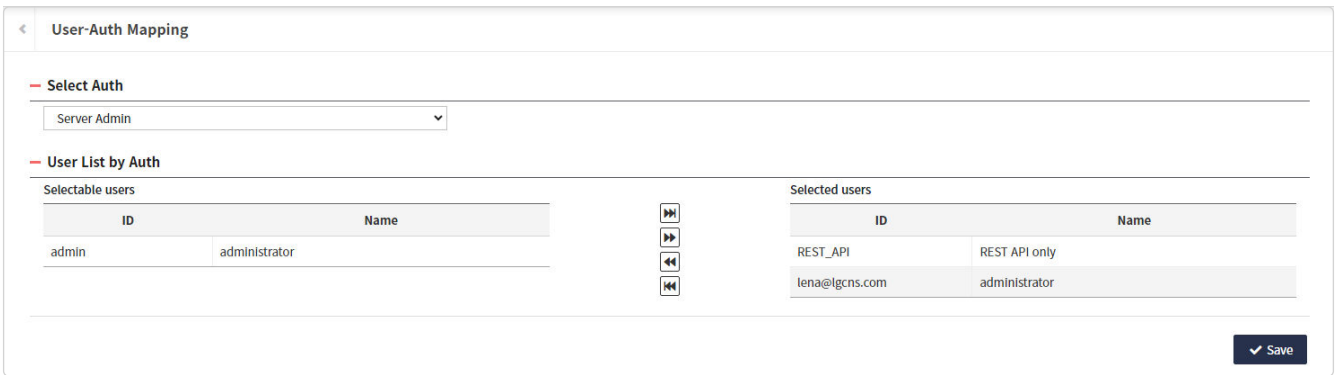 User-Auth Mapping
Select Auth
Server Admin
User List by Auth
Selectable users
ID Name
admin administrator
Selected users
ID Name
REST_API REST API only
lena@lgcns.com administrator
Save